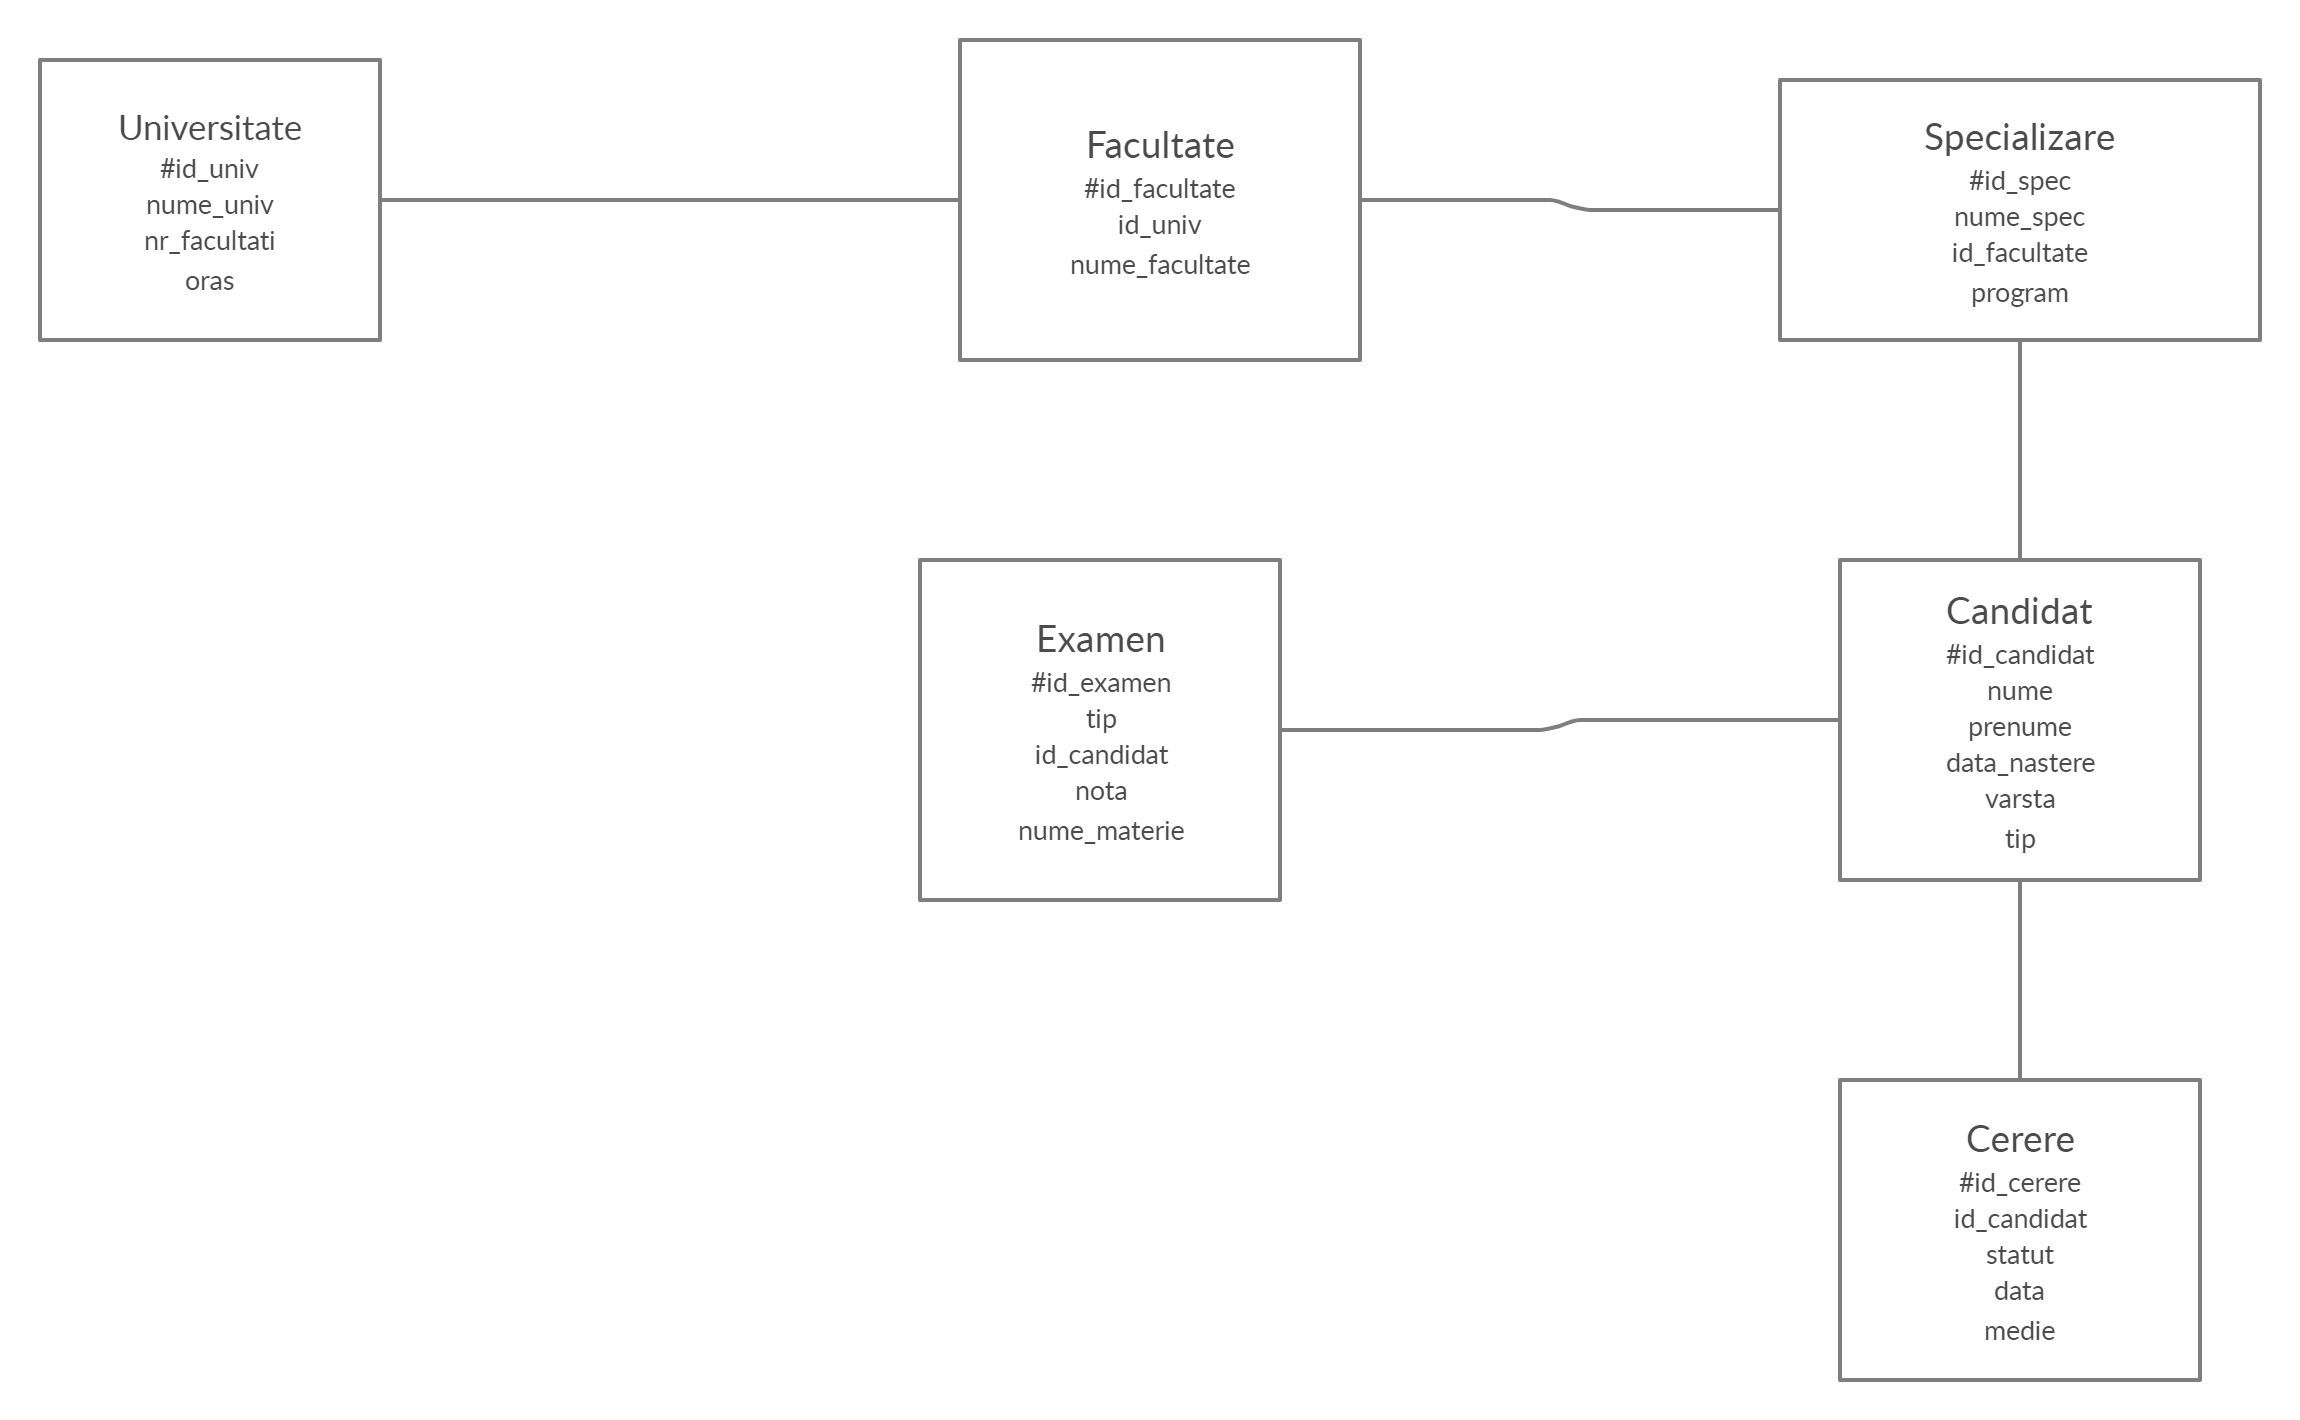 Universitate
#id_univ
nume_univ
nr_facultati
oras
Facultate
#id_facultate
id_univ
nume_facultate
Specializare
#id_spec
nume_spec
id_facultate
program
Examen
#id_examen
tip
id_candidat
nota
nume_materie
Candidat
#id_candidat
nume
prenume
data_nastere
varsta
tip
Cerere
#id_cerere
id_candidat
statut
data
medie